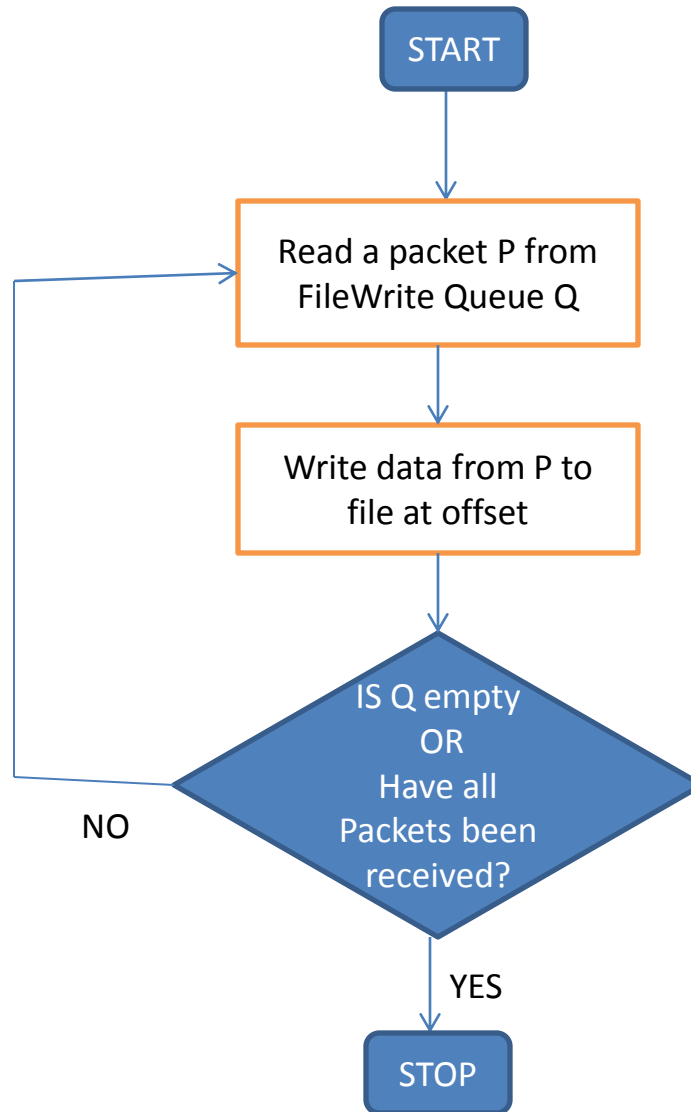 START
Read a packet P from
FileWrite Queue Q
Write data from P to
file at offset
IS Q empty
OR
Have all
Packets been
received?
NO
YES
STOP